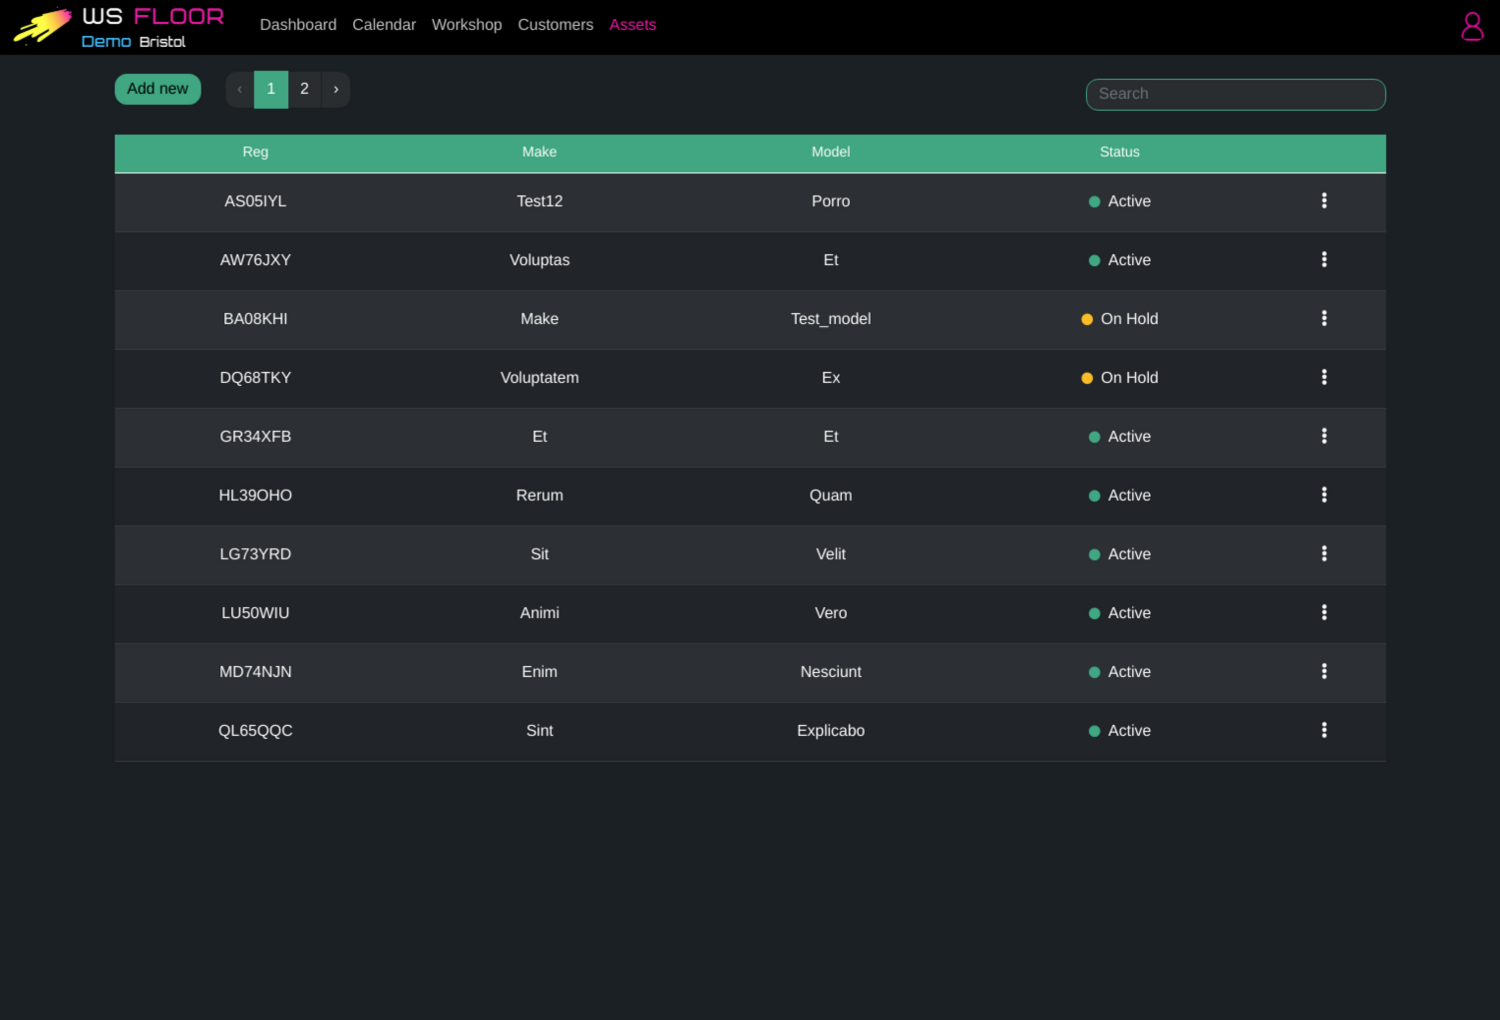 WS FLOOR
Demo Bristol
Dashboard Calendar Workshop Customers Assets
Add new ‹ 1 2 › Search
Reg Make Model Status
AS05IYL Test12 Porro Active
AW76JXY Voluptas Et Active
BA08KHI Make Test_model On Hold
DQ68TKY Voluptatem Ex On Hold
GR34XFB Et Et Active
HL39OHO Rerum Quam Active
LG73YRD Sit Velit Active
LU50WIU Animi Vero Active
MD74NJN Enim Nesciunt Active
QL65QQC Sint Explicabo Active